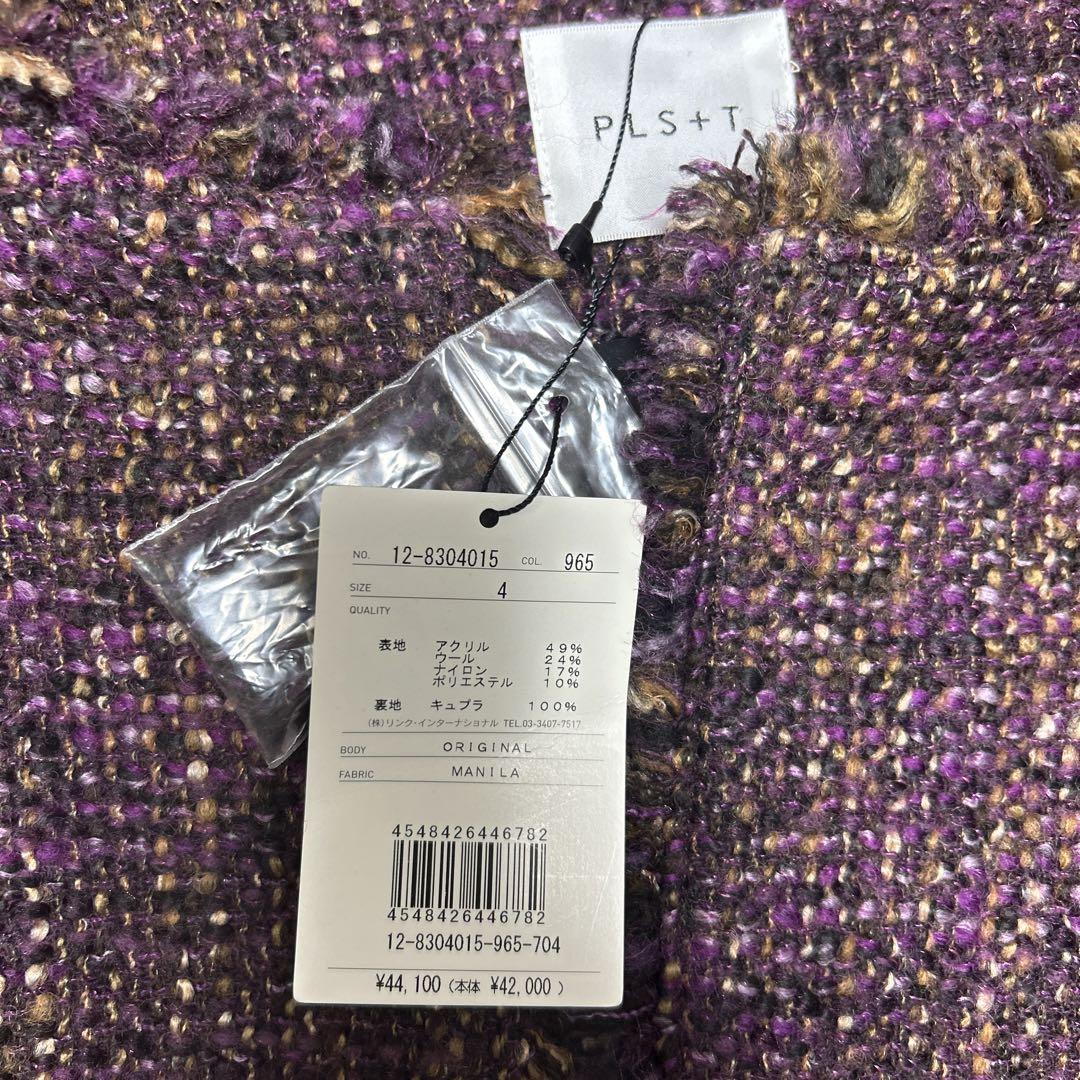 PLS+T
NO. 12-8304015 COL. 965
SIZE 4
QUALITY
表地 アクリル 49%
ウール 24%
ナイロン 17%
ポリエステル 10%
裏地 キュプラ 100%
(株)リンク・インターナショナル TEL.03-3407-7517
BODY ORIGINAL
FABRIC MANILA
4548426446782
4548426446782
12-8304015-965-704
¥44,100 (本体 ¥42,000 )